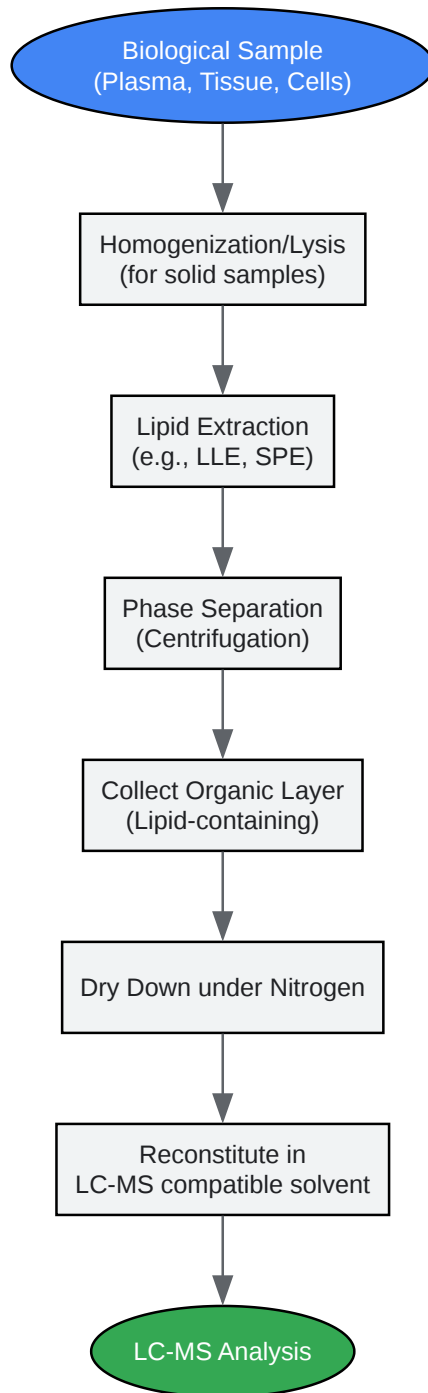 Biological Sample
(Plasma, Tissue, Cells)
Homogenization/Lysis
(for solid samples)
Lipid Extraction
(e.g., LLE, SPE)
Phase Separation
(Centrifugation)
Collect Organic Layer
(Lipid-containing)
Dry Down under Nitrogen
Reconstitute in
LC-MS compatible solvent
LC-MS Analysis